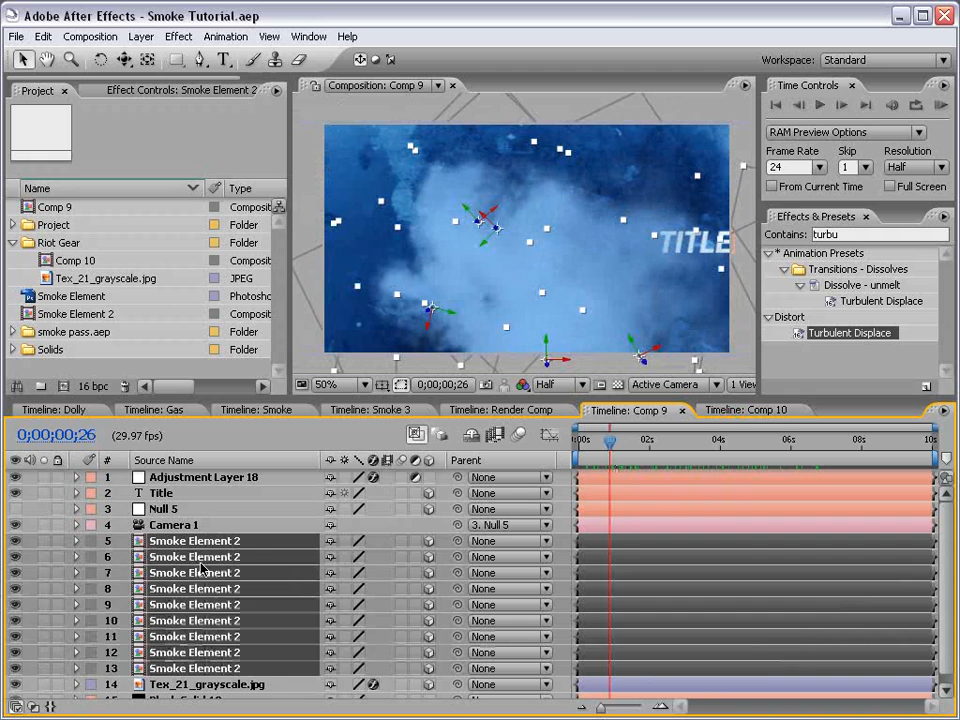 Adobe After Effects - Smoke Tutorial.aep
File Edit Composition Layer Effect Animation View Window Help
Workspace: Standard
Project
Effect Controls: Smoke Element 2
Name Type
Comp 9 Composit
Project Folder
Riot Gear Folder
Comp 10 Composit
Tex_21_grayscale.jpg JPEG
Smoke Element Photosho
Smoke Element 2 Composit
smoke pass.aep Folder
Solids Folder
16 bpc
Composition: Comp 9
TITLE
50% 0;00;00;26 Half Active Camera 1 View
Time Controls
RAM Preview Options
Frame Rate Skip Resolution
24 1 Half
From Current Time Full Screen
Effects & Presets
Contains: turbu
* Animation Presets
Transitions - Dissolves
Dissolve - unmelt
Turbulent Displace
Distort
Turbulent Displace
Timeline: Dolly Timeline: Gas Timeline: Smoke Timeline: Smoke 3 Timeline: Render Comp Timeline: Comp 9 Timeline: Comp 10
0;00;00;26 (29.97 fps)
:00s 02s 04s 06s 08s 10s
# Source Name Parent
1 Adjustment Layer 18 None
2 T Title None
3 Null 5 None
4 Camera 1 3. Null 5
5 Smoke Element 2 None
6 Smoke Element 2 None
7 Smoke Element 2 None
8 Smoke Element 2 None
9 Smoke Element 2 None
10 Smoke Element 2 None
11 Smoke Element 2 None
12 Smoke Element 2 None
13 Smoke Element 2 None
14 Tex_21_grayscale.jpg None